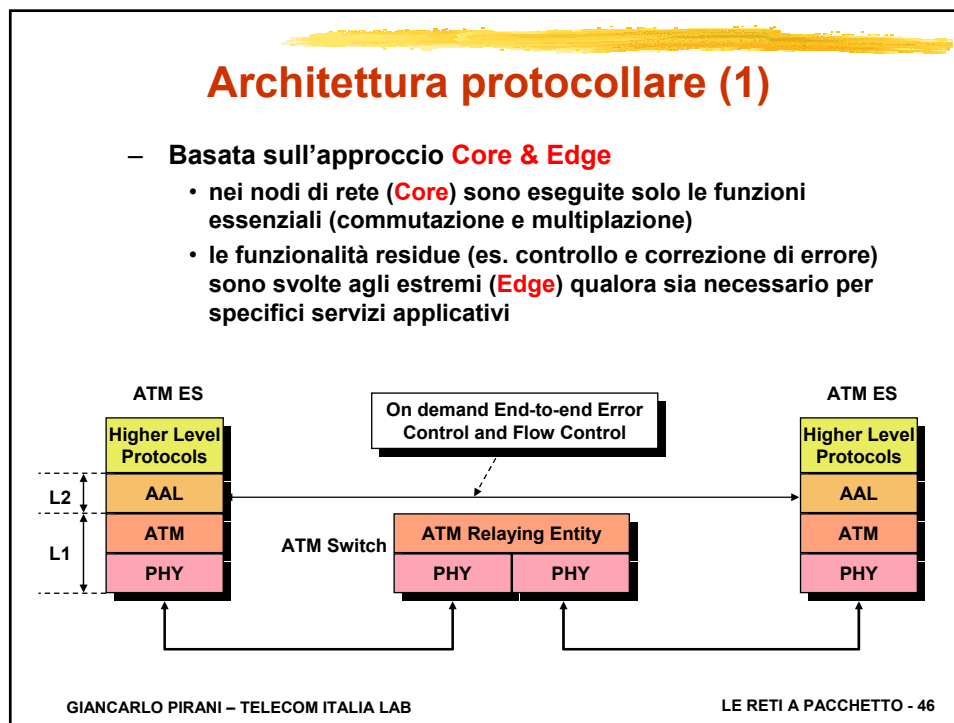 Architettura protocollare (1)
– Basata sull'approccio Core & Edge
• nei nodi di rete (Core) sono eseguite solo le funzioni
essenziali (commutazione e multiplazione)
• le funzionalità residue (es. controllo e correzione di errore)
sono svolte agli estremi (Edge) qualora sia necessario per
specifici servizi applicativi
ATM ES
ATM ES
On demand End-to-end Error
Control and Flow Control
Higher Level
Protocols
Higher Level
Protocols
L2
AAL
AAL
L1
ATM
ATM Switch
ATM Relaying Entity
ATM
PHY
PHY
PHY
PHY
GIANCARLO PIRANI – TELECOM ITALIA LAB
LE RETI A PACCHETTO - 46